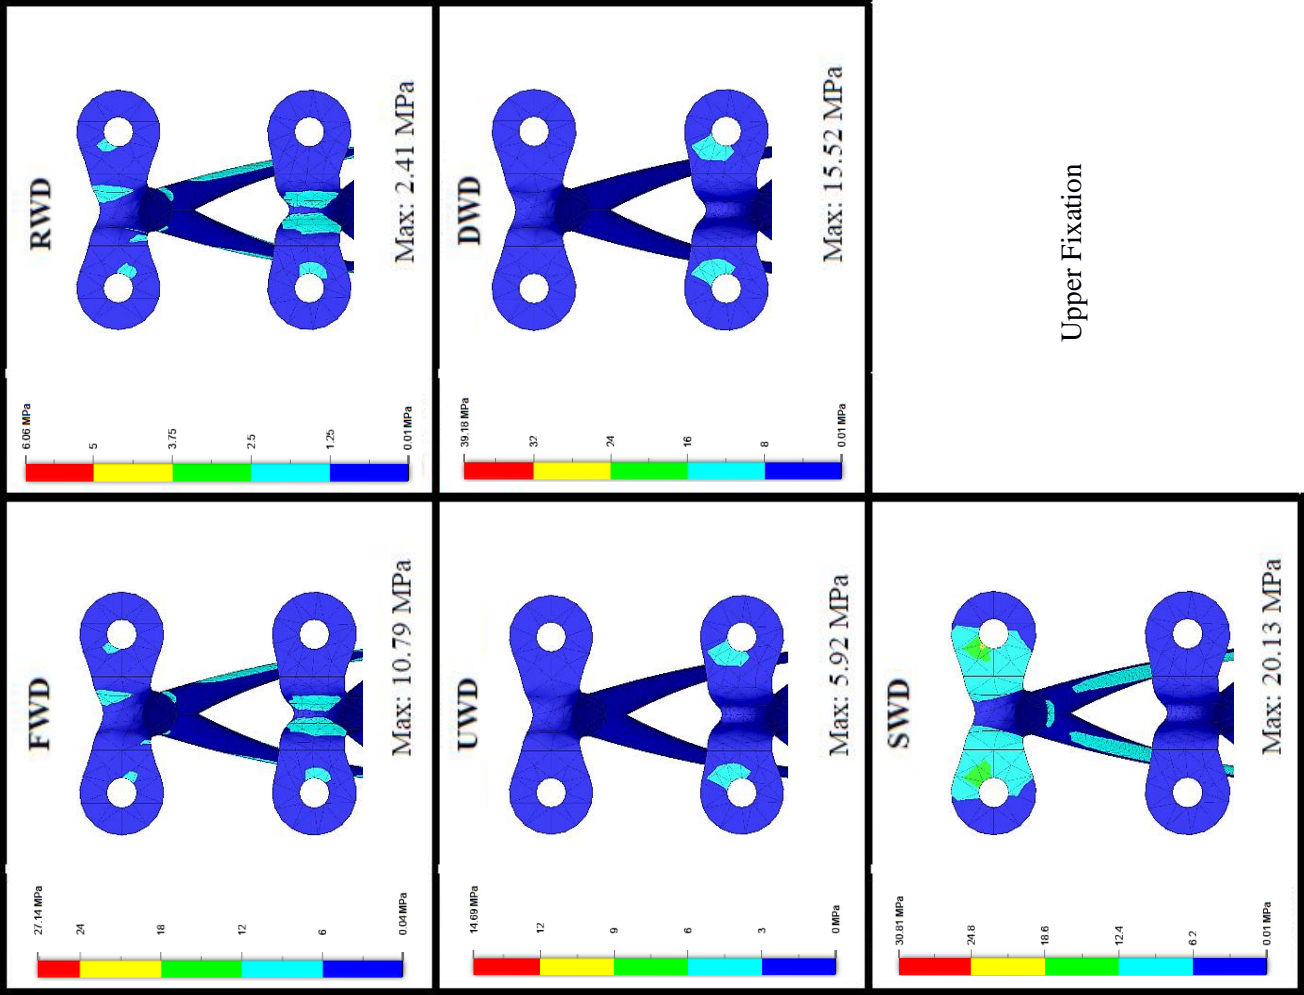 FWD
27.14 MPa
24
18
12
6
0.04 MPa
Max: 10.79 MPa
RWD
6.06 MPa
5
3.75
2.5
1.25
0.01 MPa
Max: 2.41 MPa
UWD
14.69 MPa
12
9
6
3
0 MPa
Max: 5.92 MPa
DWD
39.18 MPa
32
24
16
8
0.01 MPa
Max: 15.52 MPa
SWD
30.81 MPa
24.8
18.6
12.4
6.2
0.01 MPa
Max: 20.13 MPa
Upper Fixation